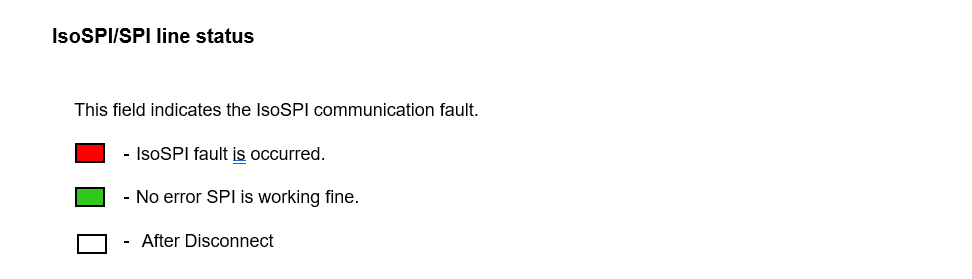 IsoSPI/SPI line status
This field indicates the IsoSPI communication fault.
- IsoSPI fault is occurred.
- No error SPI is working fine.
- After Disconnect